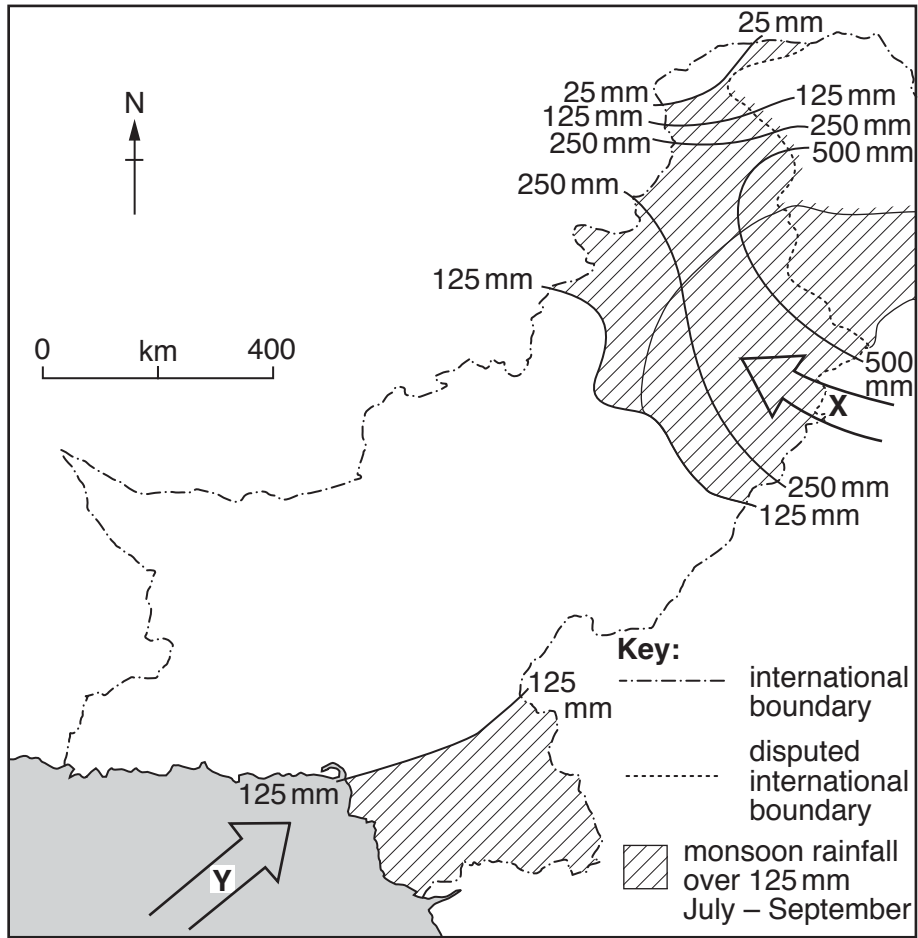 25 mm
N
25 mm
125 mm
250 mm
125 mm
250 mm
500 mm
250 mm
125 mm
0 km 400
500
mm
X
250 mm
125 mm
125
mm
125 mm
Y
Key:
international
boundary
disputed
international
boundary
monsoon rainfall
over 125 mm
July – September